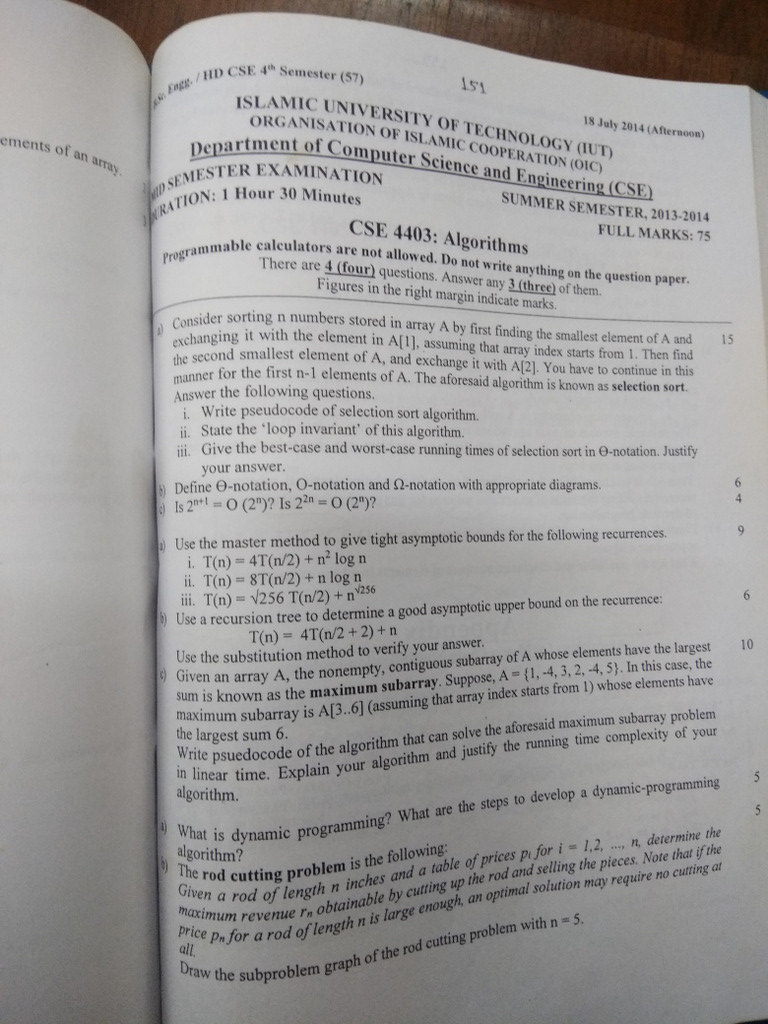 ements of an array.
Engg. / HD CSE 4th Semester (57)
151
18 July 2014 (Afternoon)
ISLAMIC UNIVERSITY OF TECHNOLOGY (IUT)
ORGANISATION OF ISLAMIC COOPERATION (OIC)
Department of Computer Science and Engineering (CSE)
MID SEMESTER EXAMINATION
SUMMER SEMESTER, 2013-2014
DURATION: 1 Hour 30 Minutes
FULL MARKS: 75
CSE 4403: Algorithms
Programmable calculators are not allowed. Do not write anything on the question paper.
There are 4 (four) questions. Answer any 3 (three) of them.
Figures in the right margin indicate marks.
a) Consider sorting n numbers stored in array A by first finding the smallest element of A and 15
exchanging it with the element in A[1], assuming that array index starts from 1. Then find
the second smallest element of A, and exchange it with A[2]. You have to continue in this
manner for the first n-1 elements of A. The aforesaid algorithm is known as selection sort.
Answer the following questions.
i. Write pseudocode of selection sort algorithm.
ii. State the 'loop invariant' of this algorithm.
iii. Give the best-case and worst-case running times of selection sort in Θ-notation. Justify
your answer.
b) Define Θ-notation, O-notation and Ω-notation with appropriate diagrams. 6
c) Is 2ⁿ⁺¹ = O (2ⁿ)? Is 2²ⁿ = O (2ⁿ)? 4
a) Use the master method to give tight asymptotic bounds for the following recurrences. 9
i. T(n) = 4T(n/2) + n² log n
ii. T(n) = 8T(n/2) + n log n
iii. T(n) = √256 T(n/2) + n^√256
b) Use a recursion tree to determine a good asymptotic upper bound on the recurrence: 6
T(n) = 4T(n/2 + 2) + n
Use the substitution method to verify your answer.
c) Given an array A, the nonempty, contiguous subarray of A whose elements have the largest 10
sum is known as the maximum subarray. Suppose, A = {1, -4, 3, 2, -4, 5}. In this case, the
maximum subarray is A[3..6] (assuming that array index starts from 1) whose elements have
the largest sum 6.
Write psuedocode of the algorithm that can solve the aforesaid maximum subarray problem
in linear time. Explain your algorithm and justify the running time complexity of your
algorithm.
a) What is dynamic programming? What are the steps to develop a dynamic-programming 5
algorithm?
b) The rod cutting problem is the following: 5
Given a rod of length n inches and a table of prices pᵢ for i = 1,2, ..., n, determine the
maximum revenue rₙ obtainable by cutting up the rod and selling the pieces. Note that if the
price pₙ for a rod of length n is large enough, an optimal solution may require no cutting at
all.
Draw the subproblem graph of the rod cutting problem with n = 5.